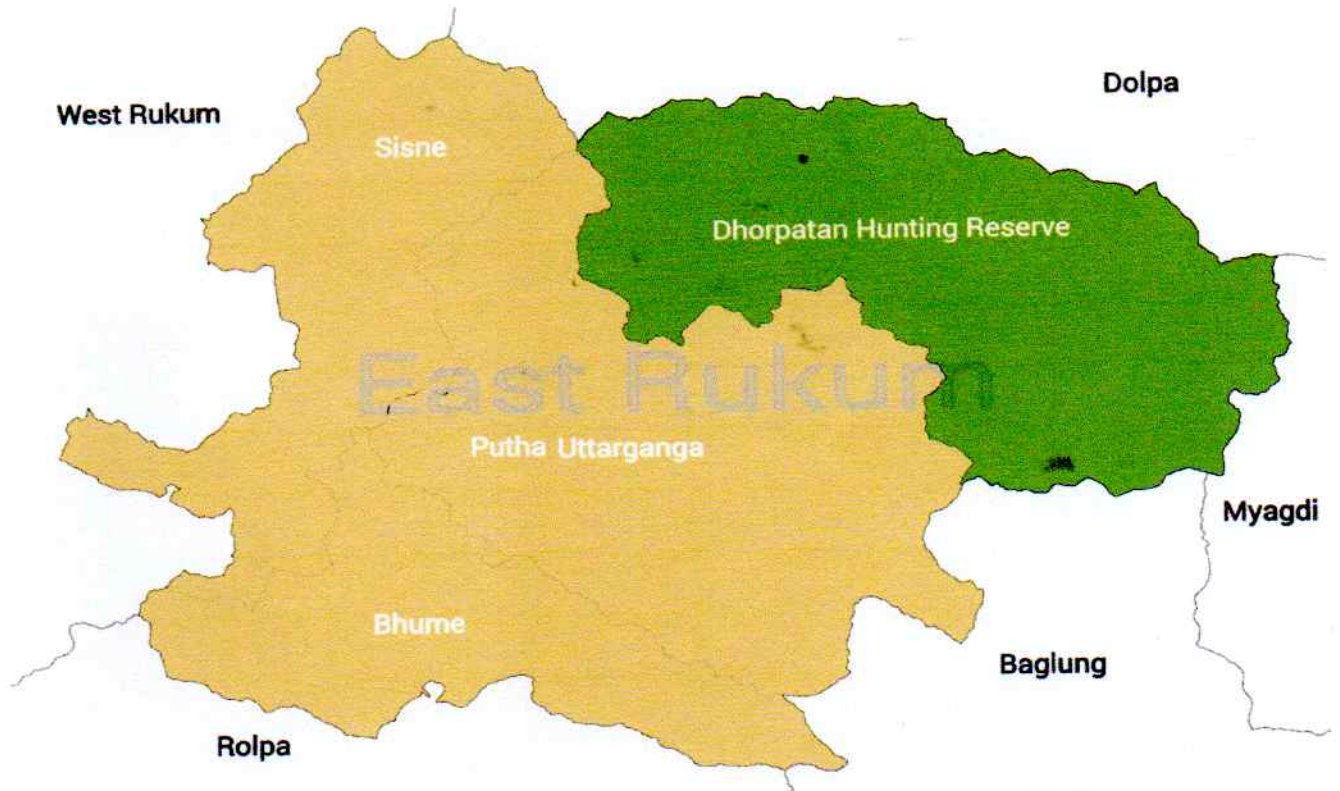 Dolpa
West Rukum
Sisne
Dhorpatan Hunting Reserve
East Rukum
Putha Uttarganga
Myagdi
Bhume
Baglung
Rolpa